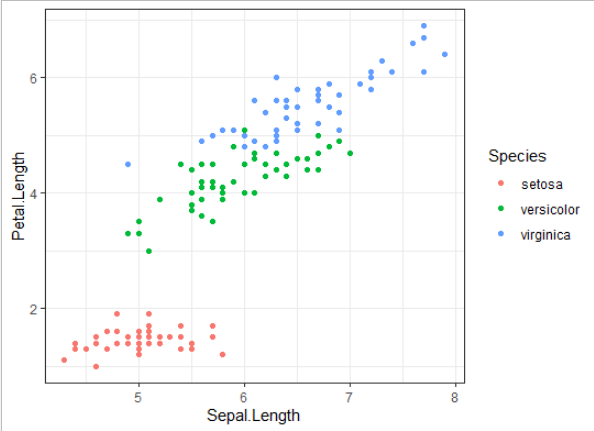 6
4
2
Petal.Length
5 6 7 8
Sepal.Length
Species
setosa
versicolor
virginica